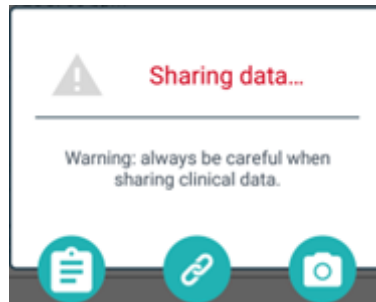 Sharing data...
Warning: always be careful when
sharing clinical data.